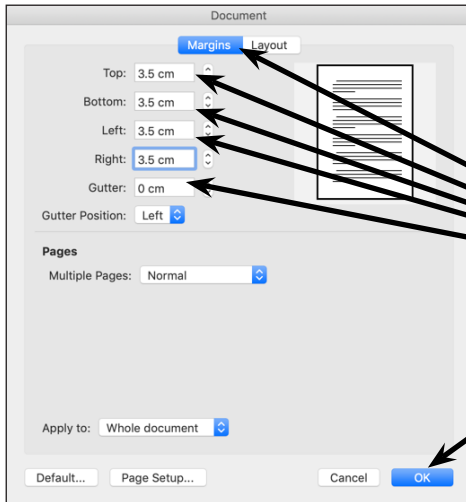 Document
Margins Layout
Top: 3.5 cm
Bottom: 3.5 cm
Left: 3.5 cm
Right: 3.5 cm
Gutter: 0 cm
Gutter Position: Left
Pages
Multiple Pages: Normal
Apply to: Whole document
Default... Page Setup... Cancel OK